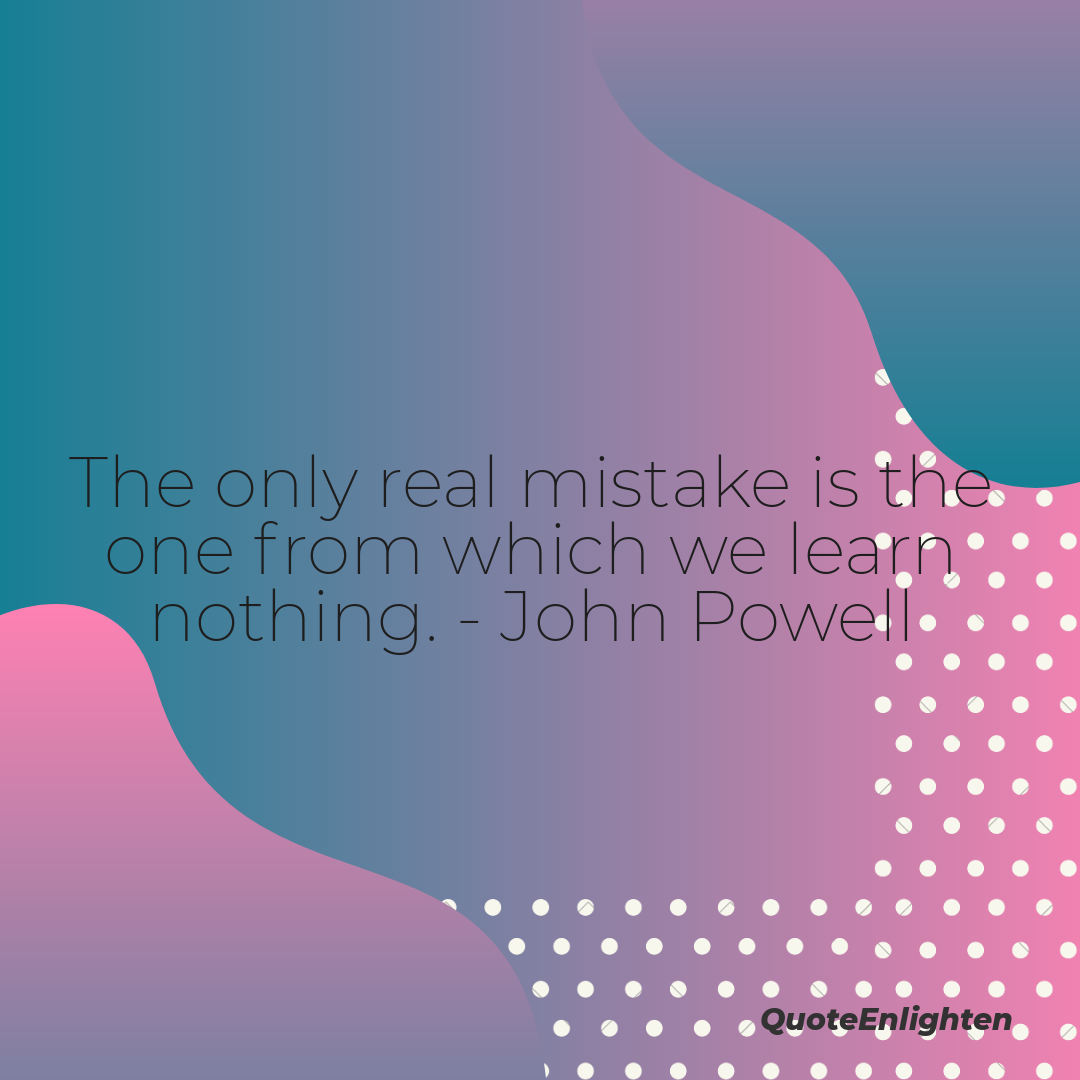 The only real mistake is the
one from which we learn
nothing. - John Powell
QuoteEnlighten